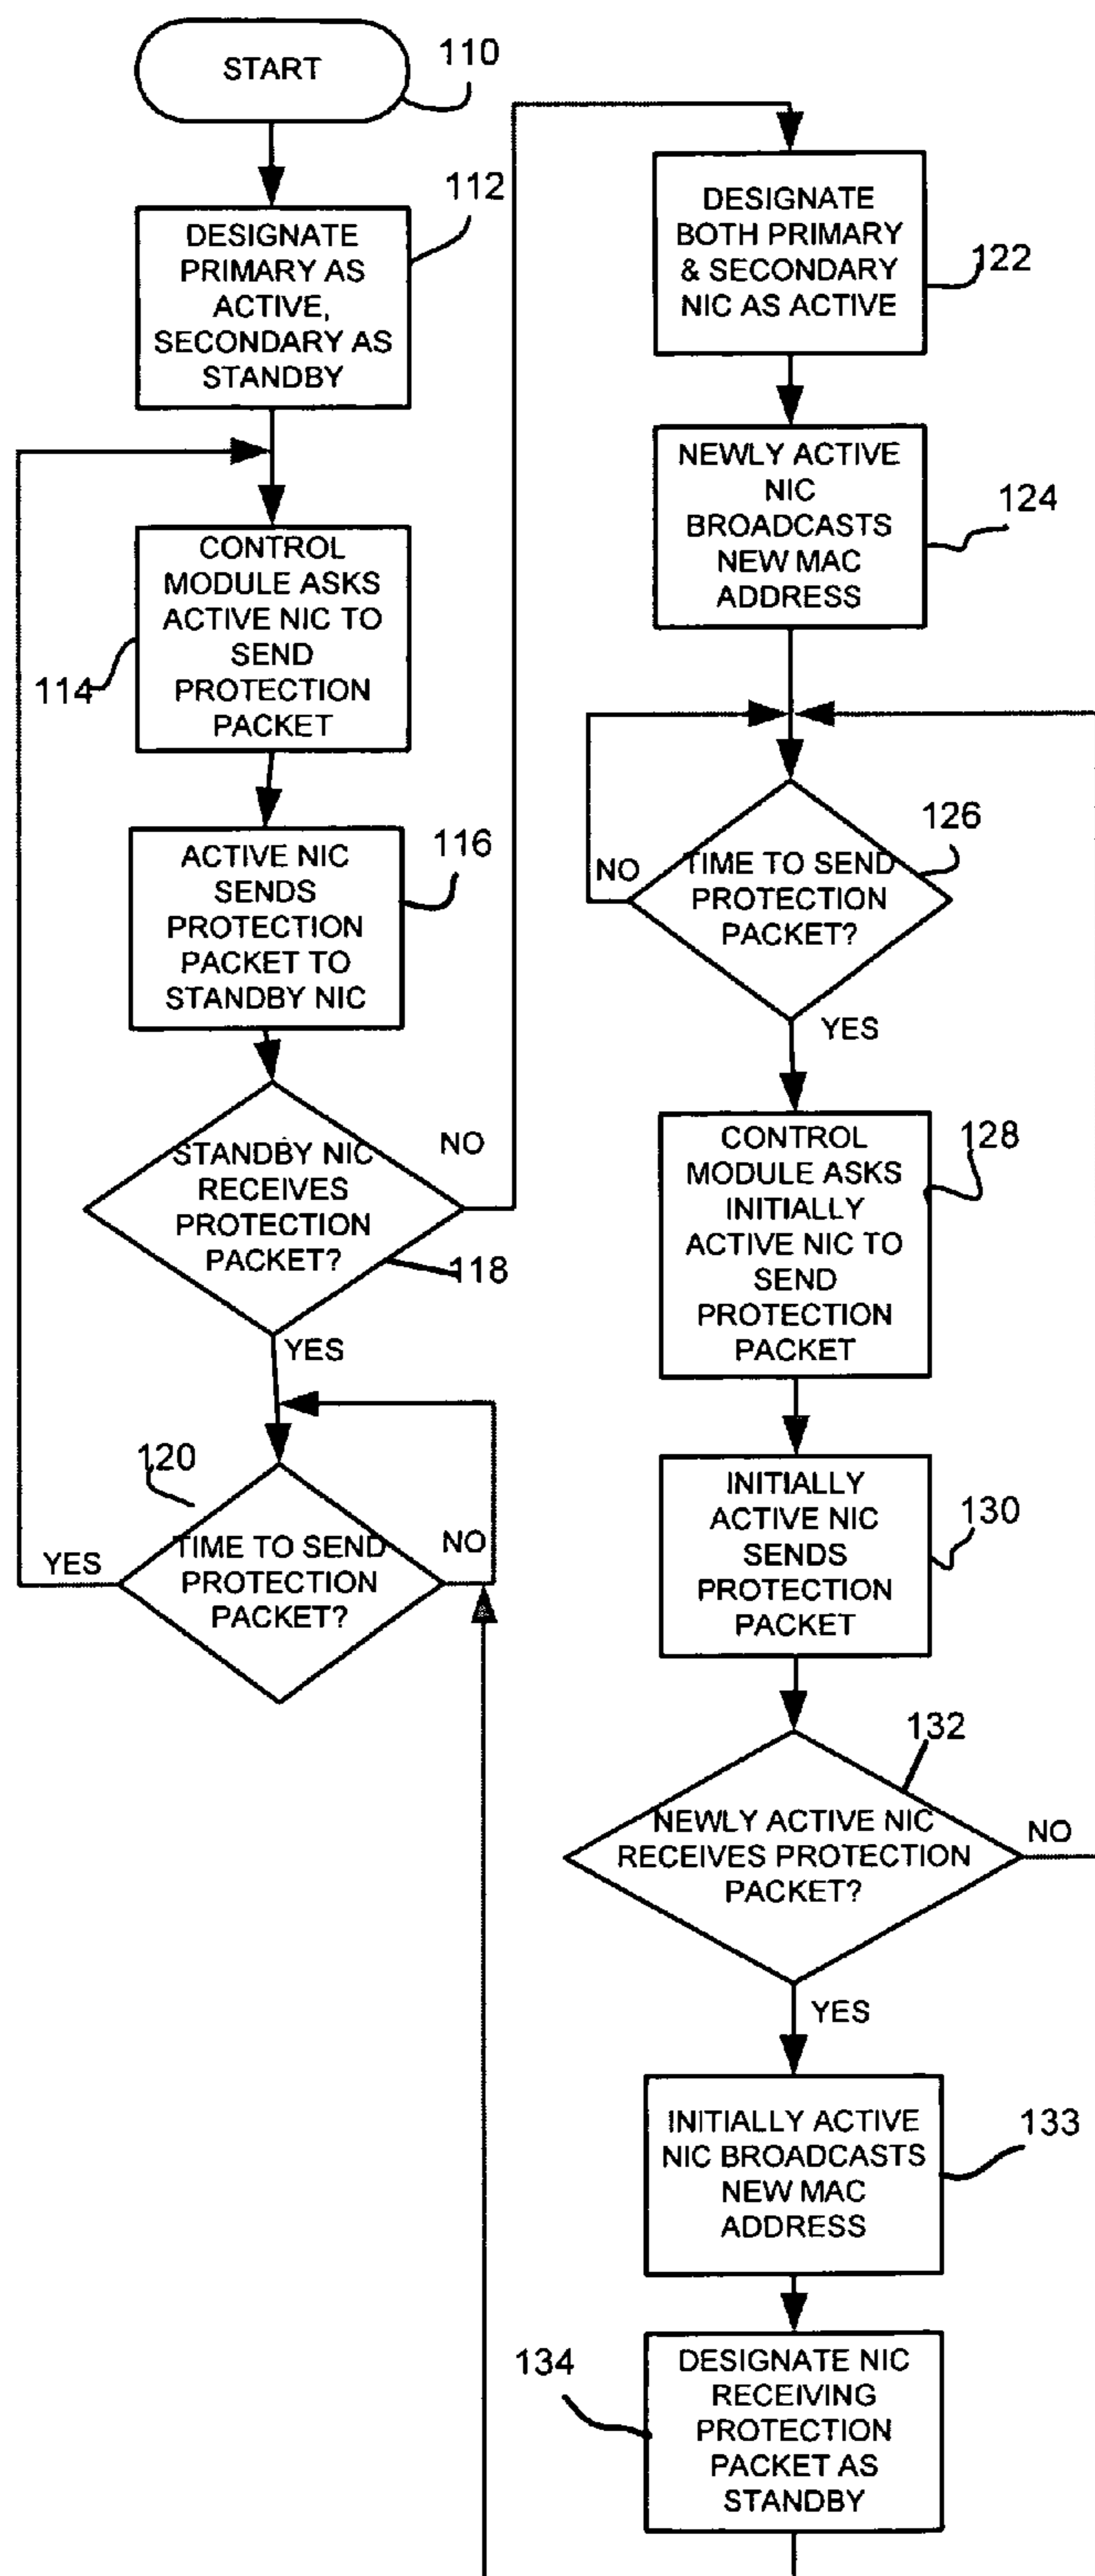 START
110
DESIGNATE
PRIMARY AS
ACTIVE,
SECONDARY AS
STANDBY
112
CONTROL
MODULE ASKS
ACTIVE NIC TO
SEND
PROTECTION
PACKET
114
ACTIVE NIC
SENDS
PROTECTION
PACKET TO
STANDBY NIC
116
STANDBY NIC
RECEIVES
PROTECTION
PACKET?
NO
118
YES
120
TIME TO SEND
PROTECTION
PACKET?
YES
NO
DESIGNATE
BOTH PRIMARY
& SECONDARY
NIC AS ACTIVE
122
NEWLY ACTIVE
NIC
BROADCASTS
NEW MAC
ADDRESS
124
TIME TO SEND
PROTECTION
PACKET?
126
NO
YES
CONTROL
MODULE ASKS
INITIALLY
ACTIVE NIC TO
SEND
PROTECTION
PACKET
128
INITIALLY
ACTIVE NIC
SENDS
PROTECTION
PACKET
130
132
NEWLY ACTIVE NIC
RECEIVES PROTECTION
PACKET?
NO
YES
INITIALLY ACTIVE
NIC BROADCASTS
NEW MAC
ADDRESS
133
134
DESIGNATE NIC
RECEIVING
PROTECTION
PACKET AS
STANDBY